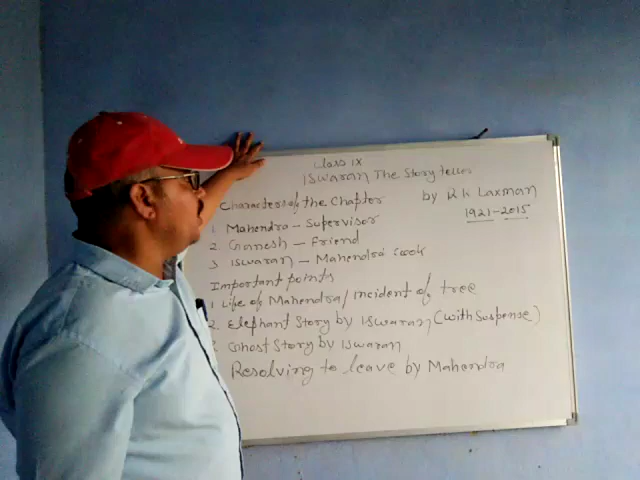 Class IX
ISWARAN The Story teller
by R K Laxman
1921-2015
Characters of the Chapter
1 Mahendra - Supervisor
2. Ganesh - Friend
3 ISWARAN - Mahendra cook
Important points
1 Life of Mahendra / Incident of tree
2 Elephant Story by ISWARAN (with Suspense)
Ghost Story by ISWARAN
Resolving to leave by Mahendra